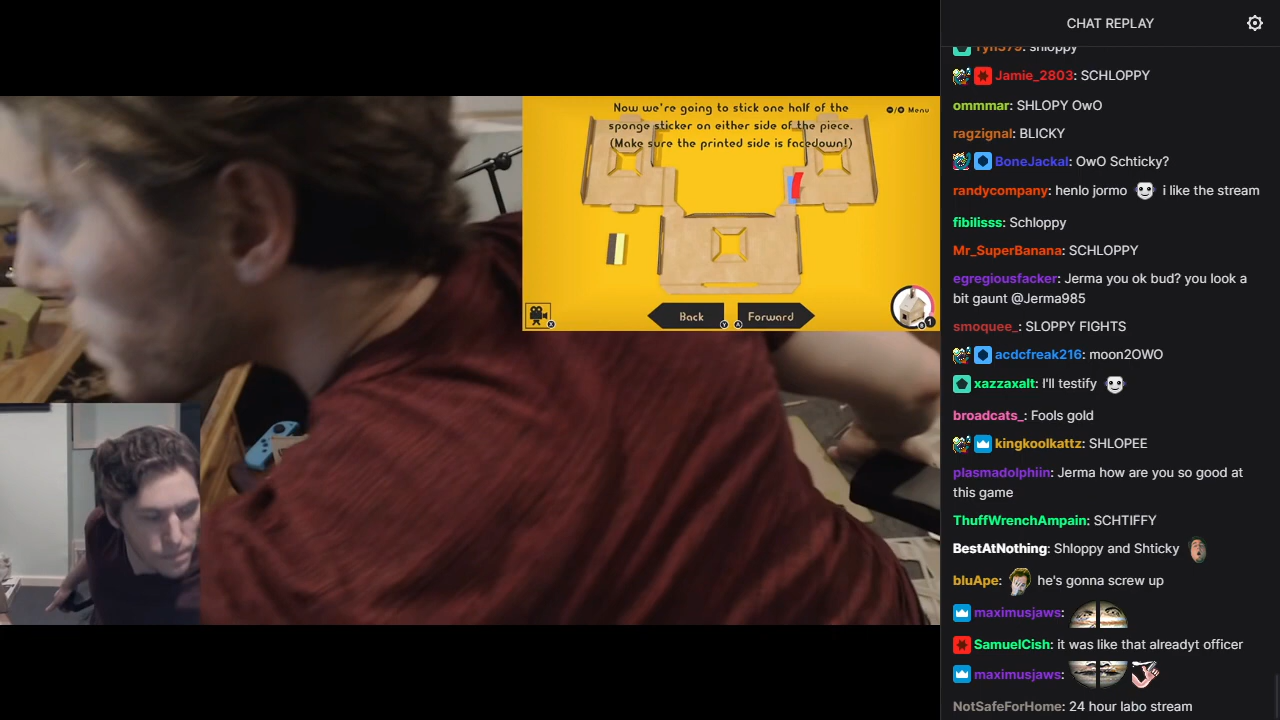 CHAT REPLAY
Tyn379: shloppy
Jamie_2803: SCHLOPPY
ommmar: SHLOPY OwO
ragzignal: BLICKY
BoneJackal: OwO Schticky?
randycompany: henlo jormo i like the stream
fibilisss: Schloppy
Mr_SuperBanana: SCHLOPPY
egregiousfacker: Jerma you ok bud? you look a
bit gaunt @Jerma985
smoquee_: SLOPPY FIGHTS
acdcfreak216: moon2OWO
xazzaxalt: I'll testify
broadcats_: Fools gold
kingkoolkattz: SHLOPEE
plasmadolphiin: Jerma how are you so good at
this game
ThuffWrenchAmpain: SCHTIFFY
BestAtNothing: Shloppy and Shticky
bluApe: he's gonna screw up
maximusjaws:
SamuelCish: it was like that alreadyt officer
maximusjaws:
NotSafeForHome: 24 hour labo stream
Now we're going to stick one half of the
sponge sticker on either side of the piece.
(Make sure the printed side is facedown!)
Menu
Back
Forward